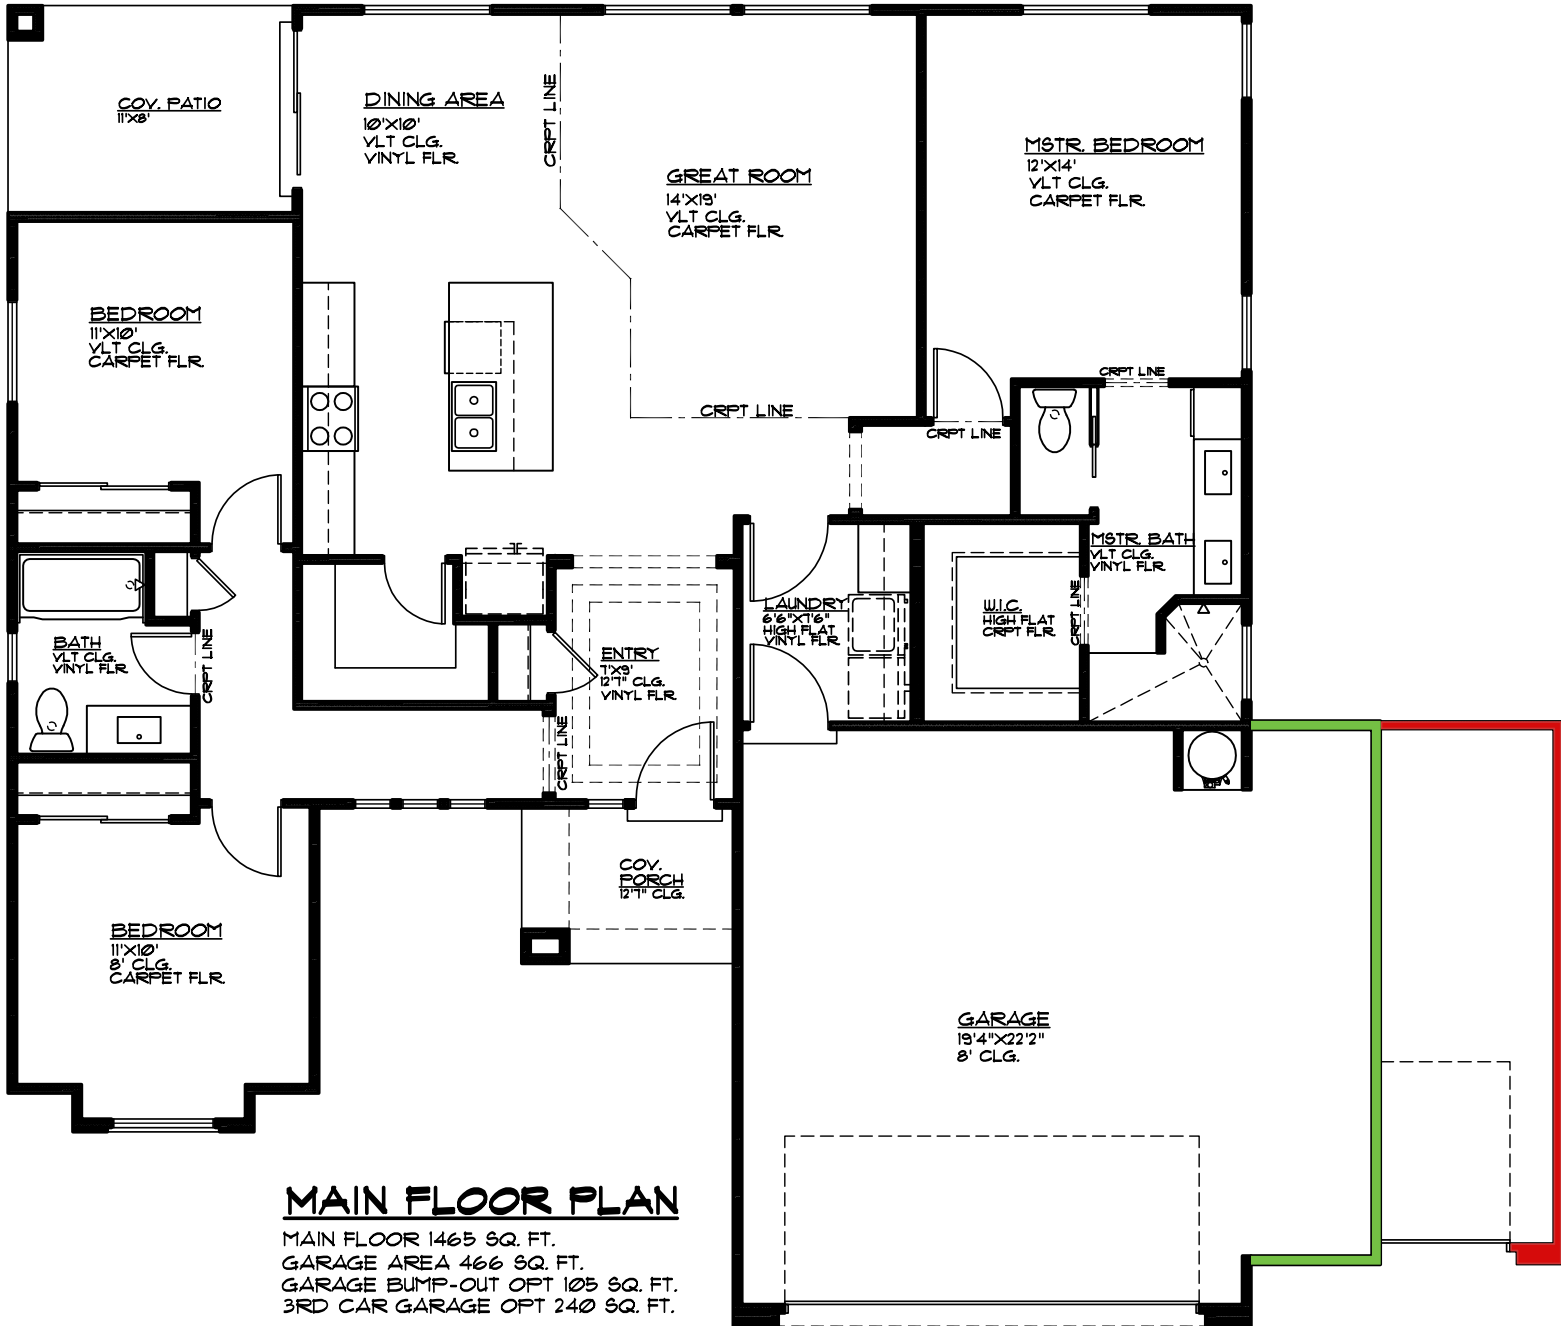 COV. PATIO
11'X8'
DINING AREA
10'X10'
VLT CLG.
VINYL FLR.
CRPT LINE
GREAT ROOM
14'X19'
VLT CLG.
CARPET FLR.
MSTR. BEDROOM
12'X14'
VLT CLG.
CARPET FLR.
BEDROOM
11'X10'
VLT CLG.
CARPET FLR.
CRPT LINE
CRPT LINE
CRPT LINE
MSTR. BATH
VLT CLG.
VINYL FLR.
LAUNDRY
6'6"X7'6"
HIGH FLAT
VINYL FLR.
W.I.C.
HIGH FLAT
CRPT FLR.
CRPT LINE
BATH
VLT CLG.
VINYL FLR.
CRPT LINE
ENTRY
7'X9'
12'7" CLG.
VINYL FLR.
CRPT LINE
COV.
PORCH
12'7" CLG.
BEDROOM
11'X10'
8' CLG.
CARPET FLR.
GARAGE
19'4"X22'2"
8' CLG.
MAIN FLOOR PLAN
MAIN FLOOR 1465 SQ. FT.
GARAGE AREA 466 SQ. FT.
GARAGE BUMP-OUT OPT 105 SQ. FT.
3RD CAR GARAGE OPT 240 SQ. FT.